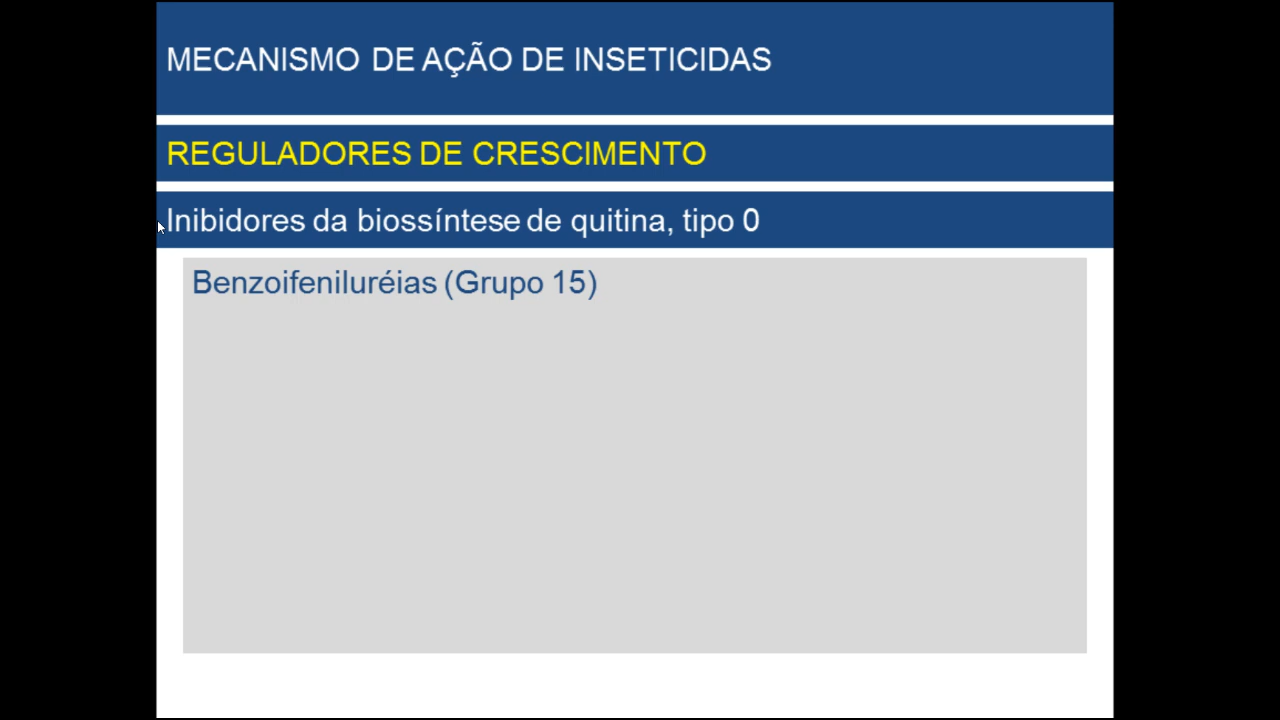 MECANISMO DE AÇÃO DE INSETICIDAS
REGULADORES DE CRESCIMENTO
Inibidores da biossíntese de quitina, tipo 0
Benzoifeniluréias (Grupo 15)